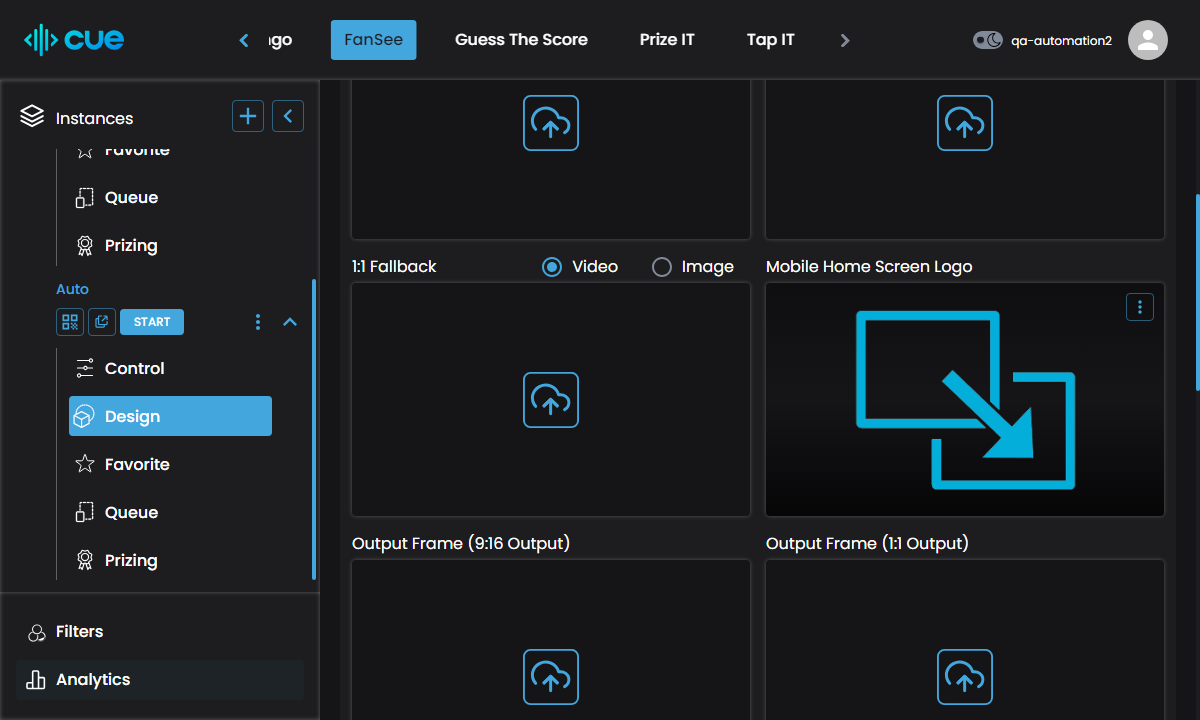 cue
ngo
FanSee
Guess The Score
Prize IT
Tap IT
qa-automation2
Instances
Favorite
Queue
Prizing
Auto
START
Control
Design
Favorite
Queue
Prizing
Filters
Analytics
1:1 Fallback
Video
Image
Mobile Home Screen Logo
Output Frame (9:16 Output)
Output Frame (1:1 Output)